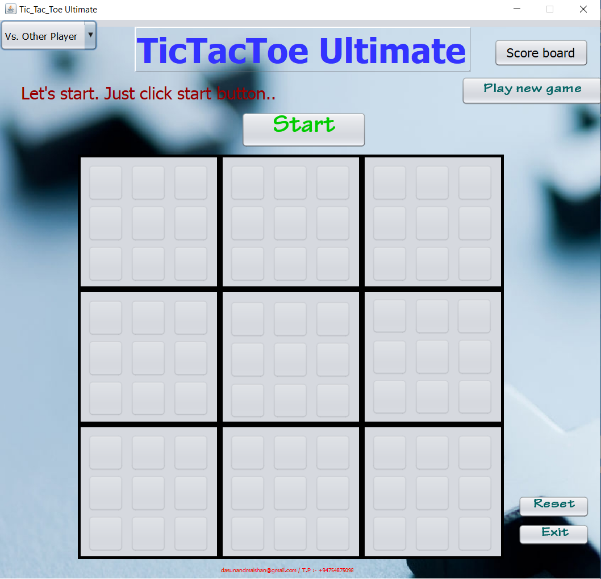 Tic_Tac_Toe Ultimate
Vs. Other Player
TicTacToe Ultimate
Score board
Let's start. Just click start button..
Play new game
Start
Reset
Exit